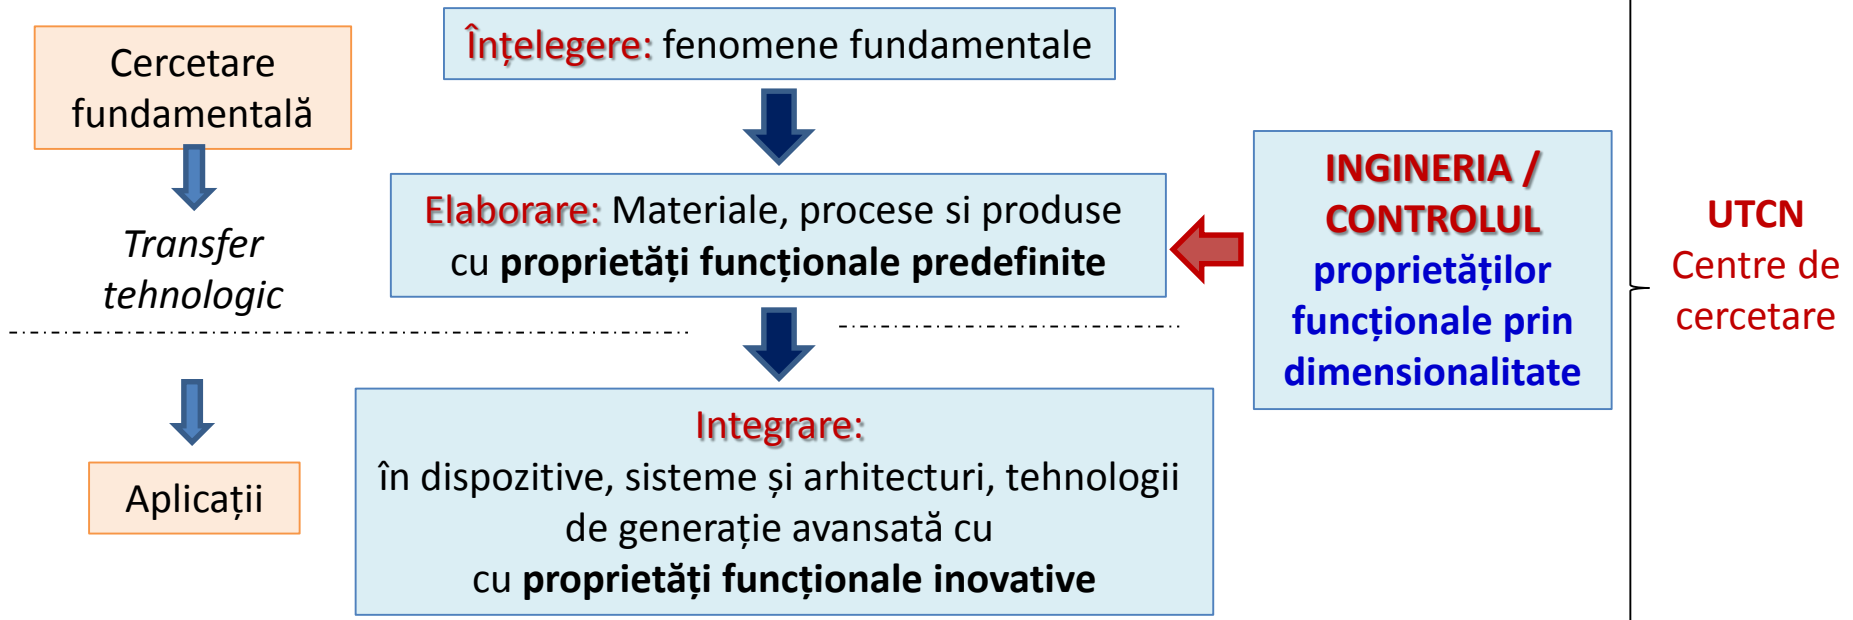 Cercetare
fundamentală
Transfer
tehnologic
Aplicații
Înțelegere: fenomene fundamentale
Elaborare: Materiale, procese si produse
cu proprietăți funcționale predefinite
Integrare:
în dispozitive, sisteme și arhitecturi, tehnologii
de generație avansată cu
cu proprietăți funcționale inovative
INGINERIA /
CONTROLUL
proprietăților
funcționale prin
dimensionalitate
UTCN
Centre de
cercetare